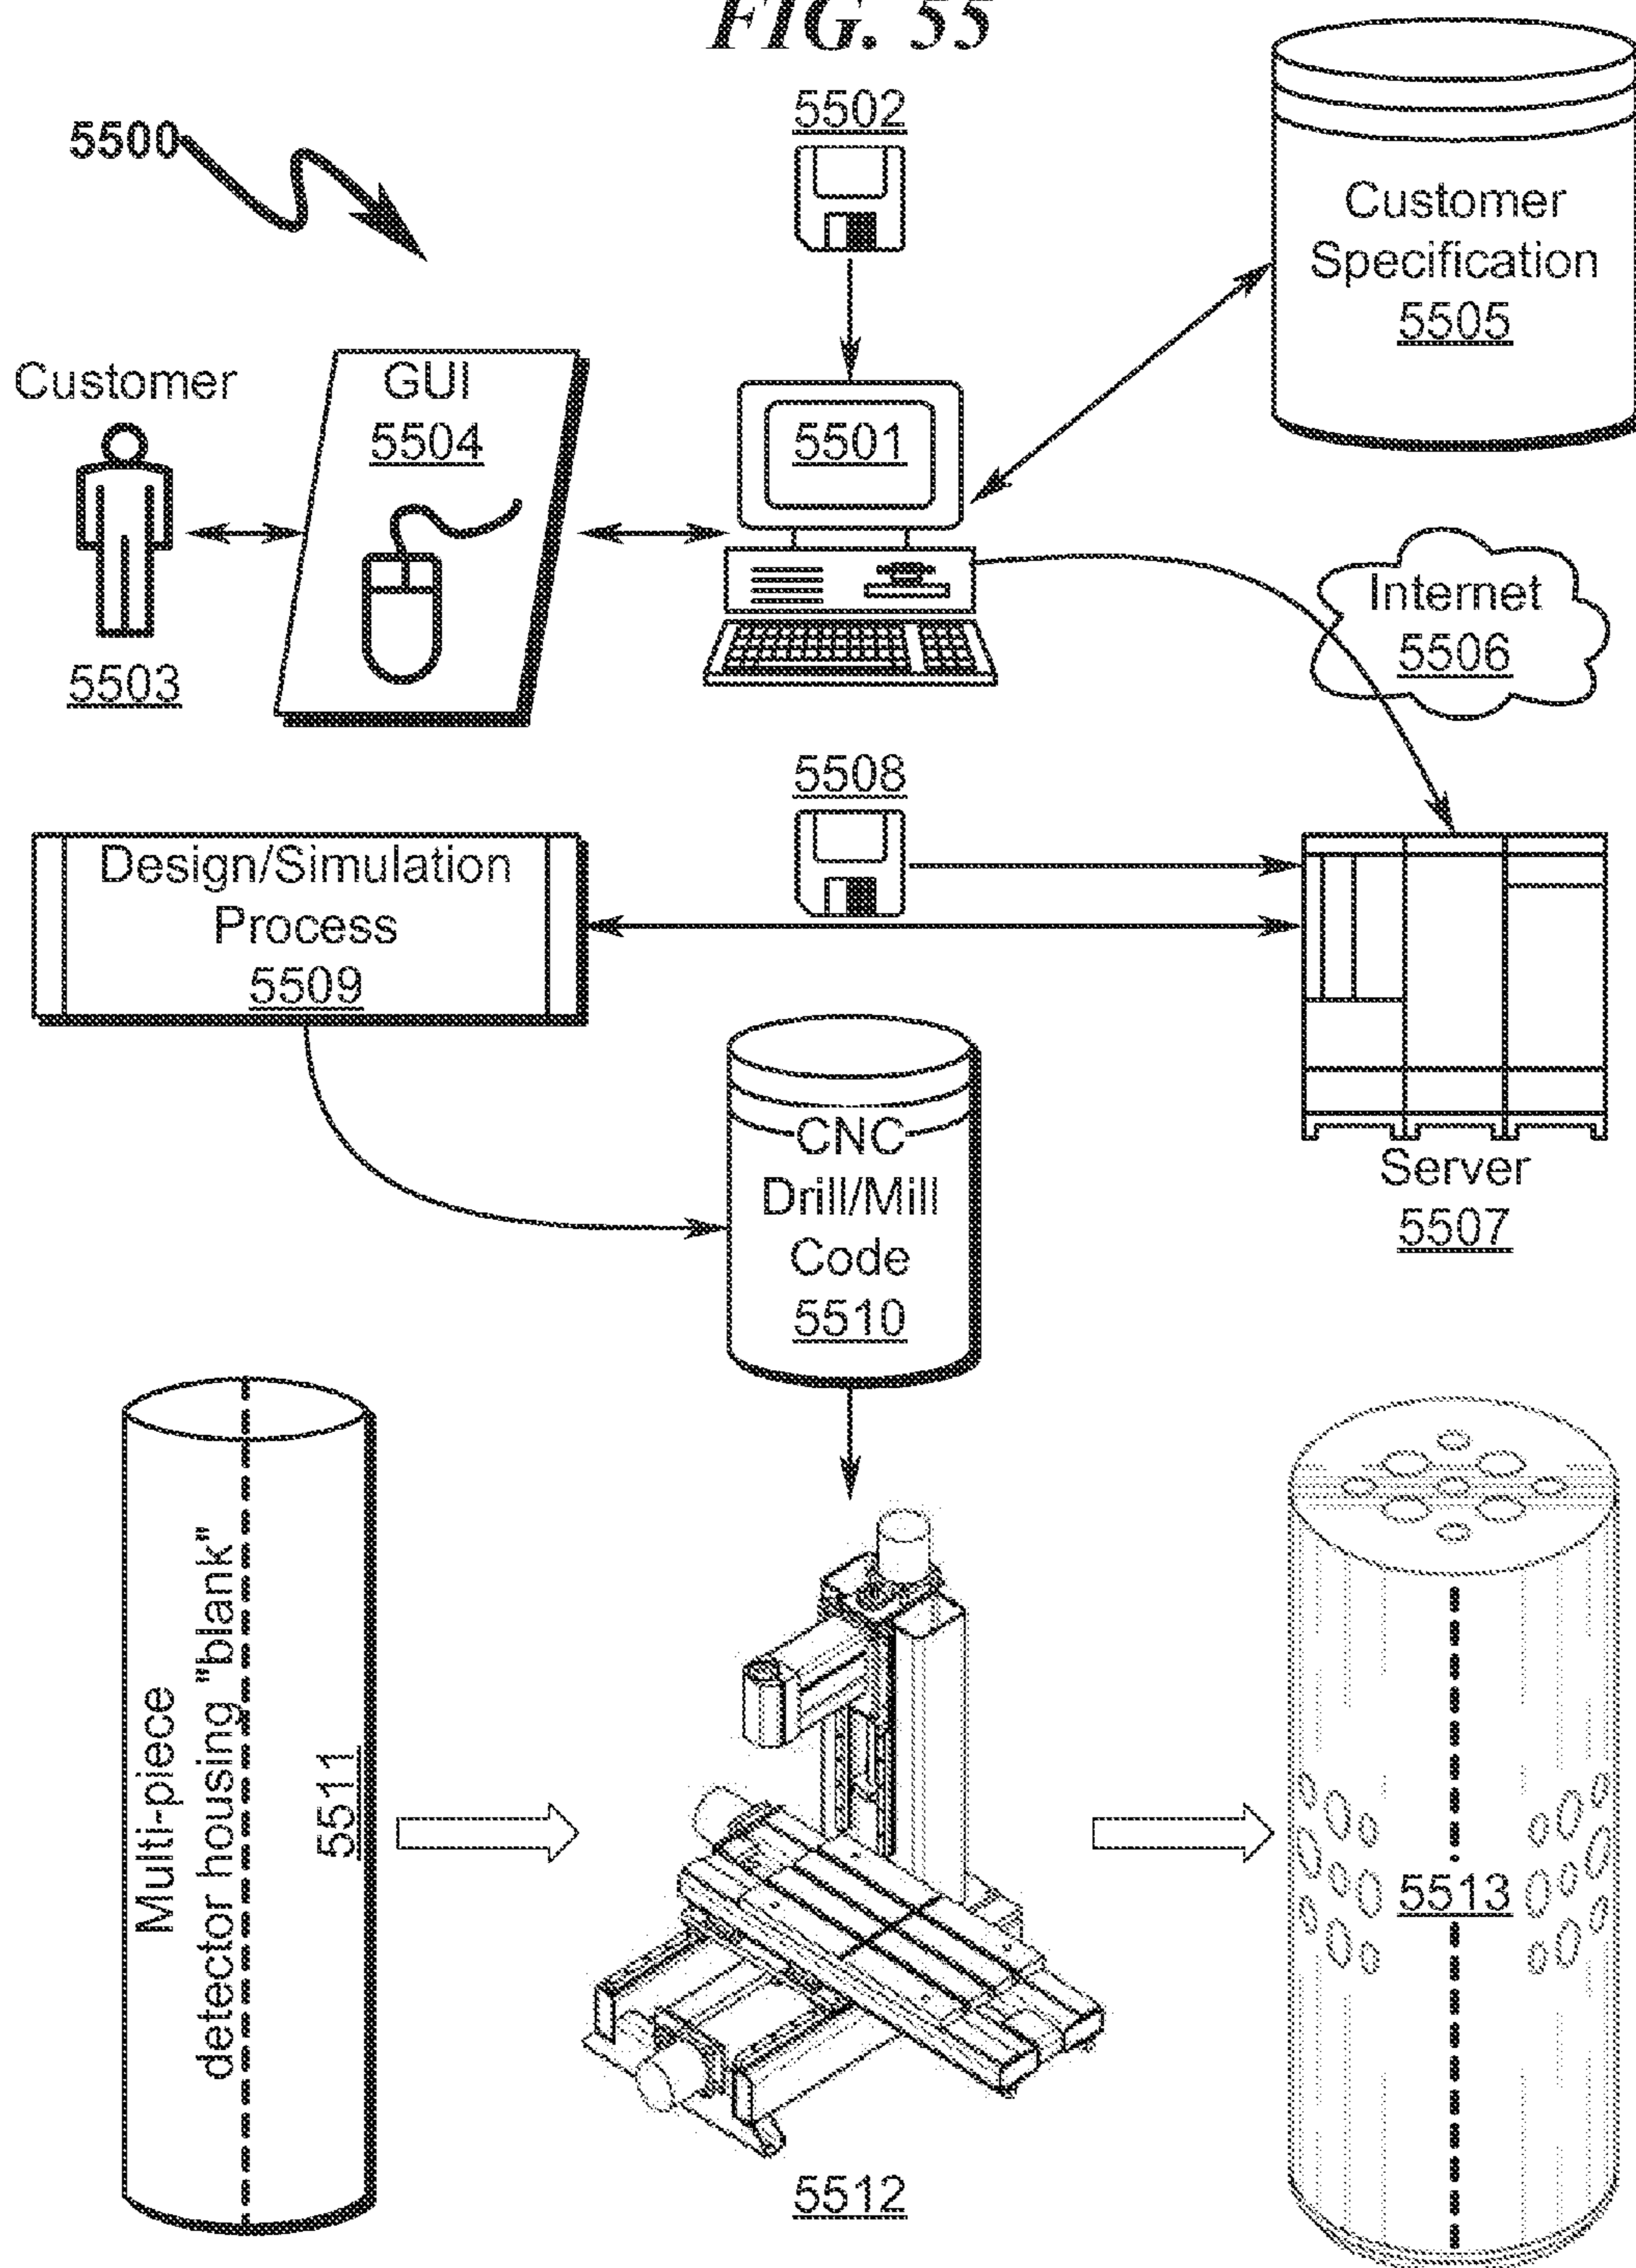 FIG. 55
5500
5502
Customer
Specification
5505
Customer
5503
GUI
5504
5501
Internet
5506
5508
Design/Simulation
Process
5509
Server
5507
CNC
Drill/Mill
Code
5510
Multi-piece
detector housing "blank"
5511
5512
5513